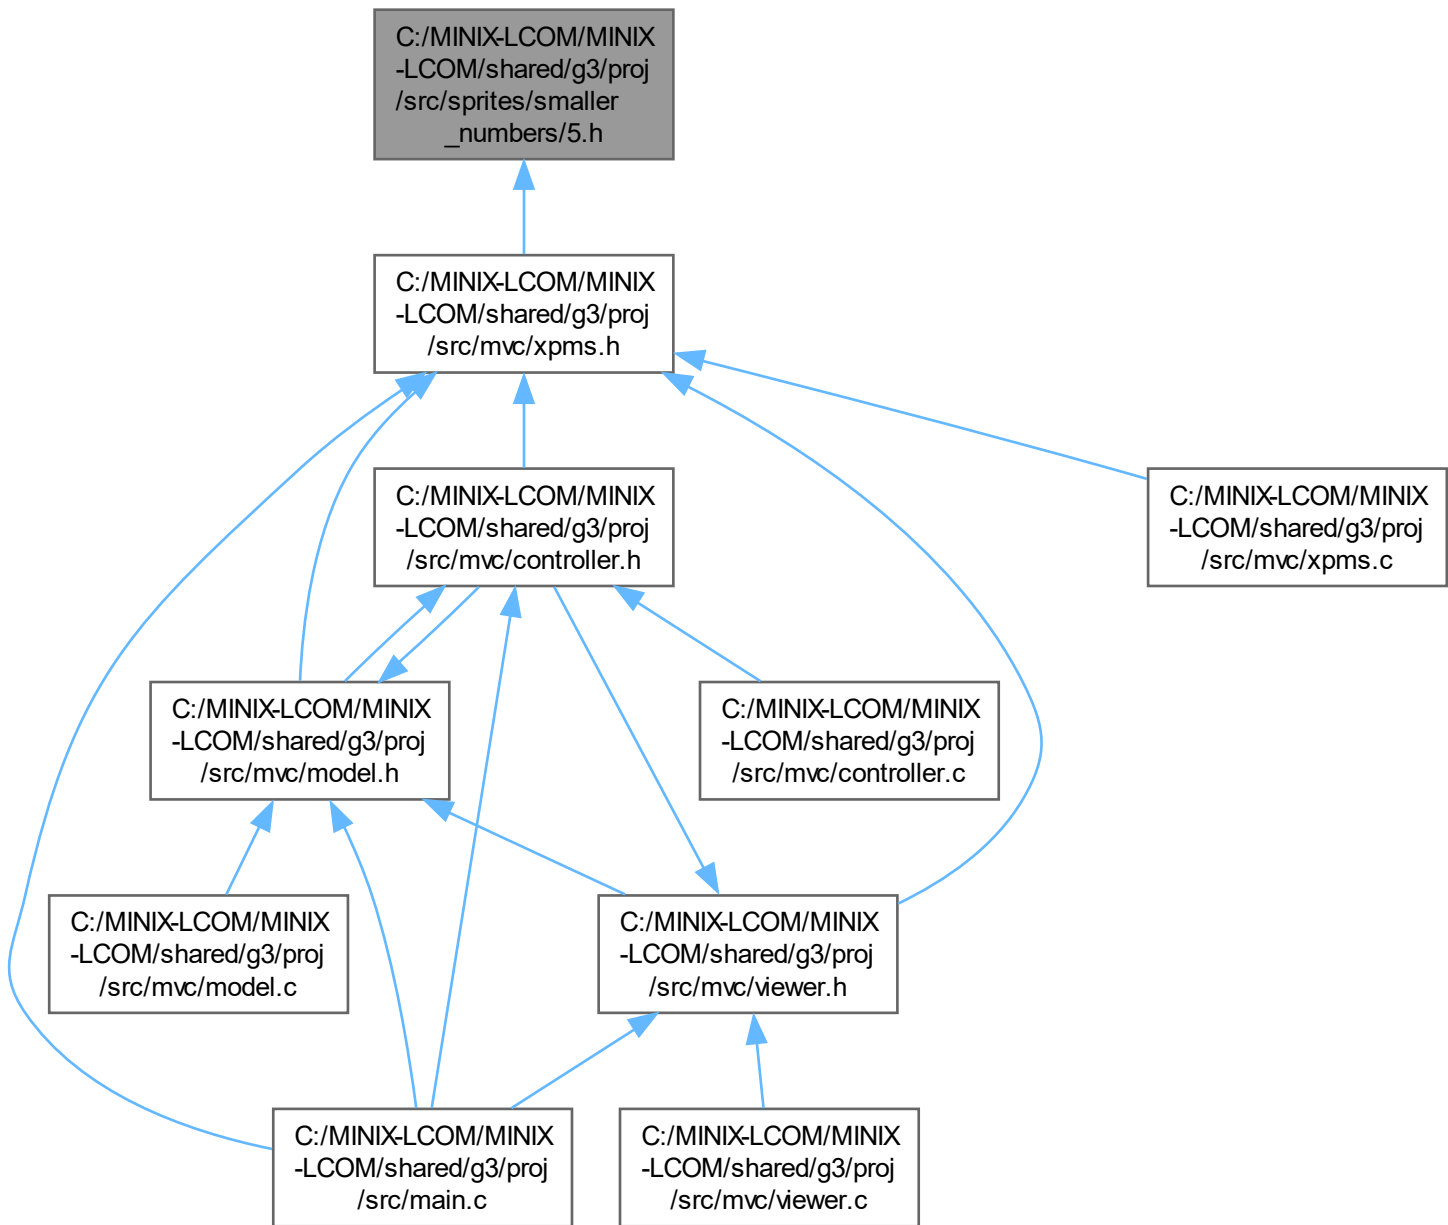 C:/MINIX-LCOM/MINIX
-LCOM/shared/g3/proj
/src/sprites/smaller
_numbers/5.h
C:/MINIX-LCOM/MINIX
-LCOM/shared/g3/proj
/src/mvc/xpms.h
C:/MINIX-LCOM/MINIX
-LCOM/shared/g3/proj
/src/mvc/controller.h
C:/MINIX-LCOM/MINIX
-LCOM/shared/g3/proj
/src/mvc/xpms.c
C:/MINIX-LCOM/MINIX
-LCOM/shared/g3/proj
/src/mvc/model.h
C:/MINIX-LCOM/MINIX
-LCOM/shared/g3/proj
/src/mvc/controller.c
C:/MINIX-LCOM/MINIX
-LCOM/shared/g3/proj
/src/mvc/model.c
C:/MINIX-LCOM/MINIX
-LCOM/shared/g3/proj
/src/mvc/viewer.h
C:/MINIX-LCOM/MINIX
-LCOM/shared/g3/proj
/src/main.c
C:/MINIX-LCOM/MINIX
-LCOM/shared/g3/proj
/src/mvc/viewer.c